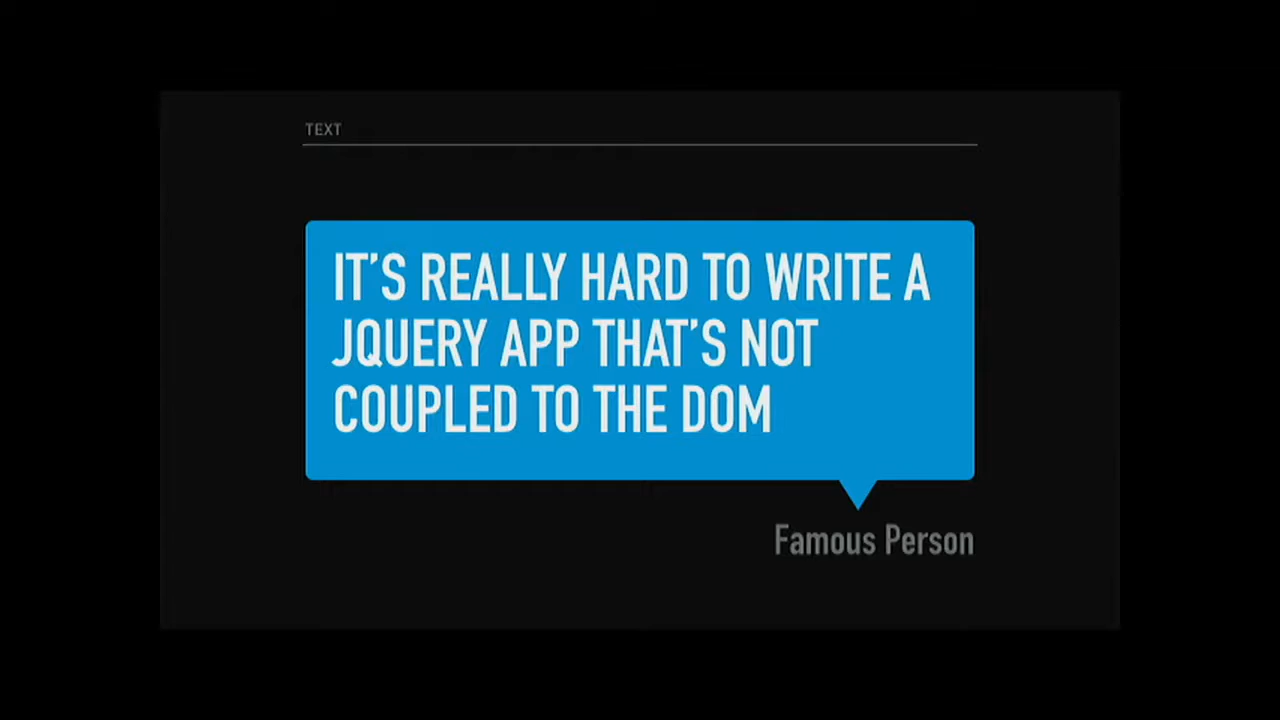 TEXT
IT'S REALLY HARD TO WRITE A
JQUERY APP THAT'S NOT
COUPLED TO THE DOM
Famous Person